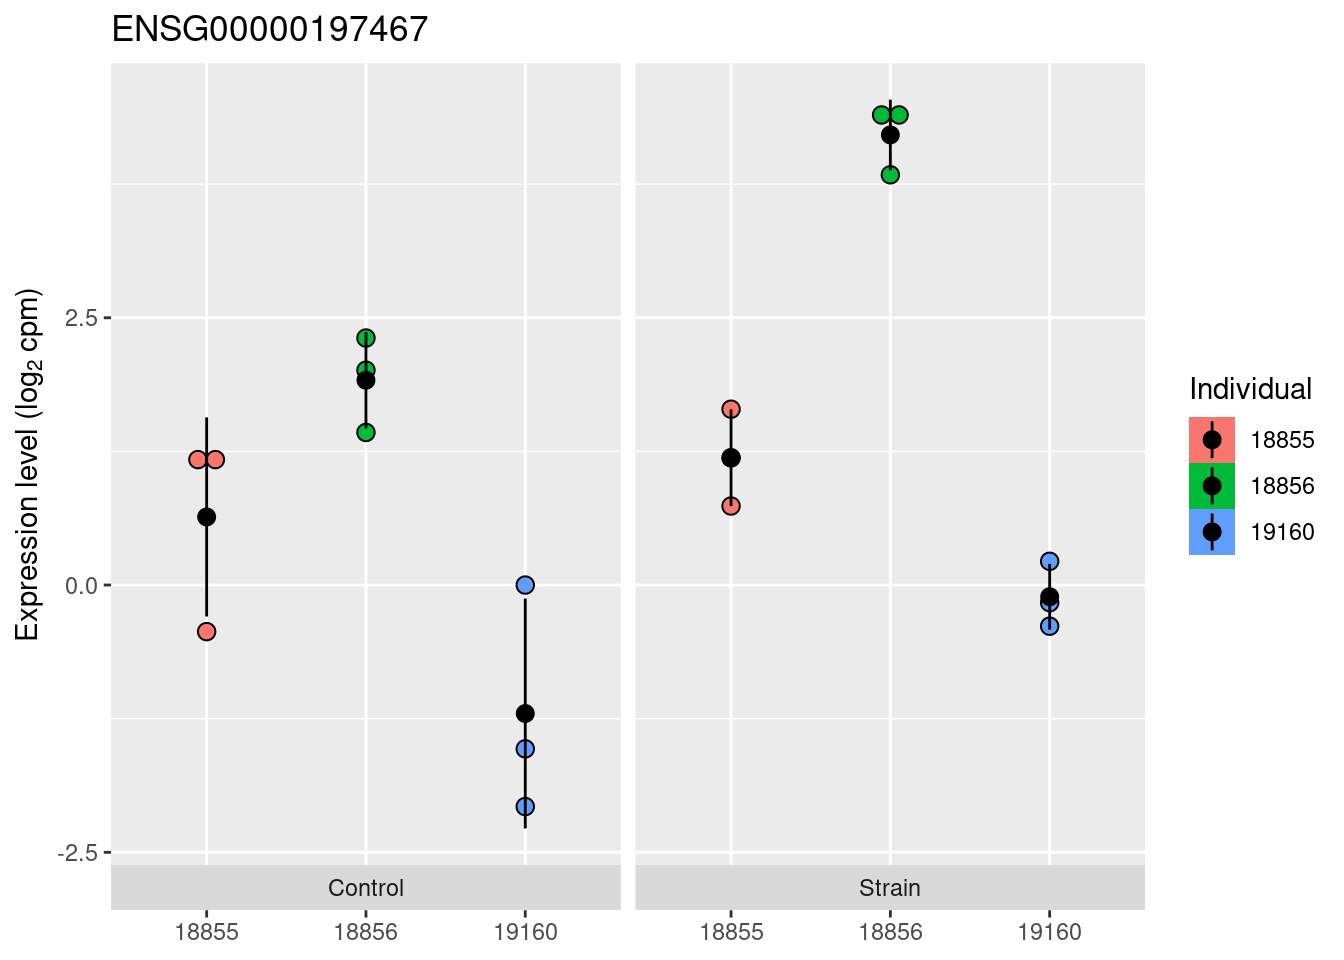 ENSG00000197467
Expression level (log₂ cpm)
2.5
0.0
-2.5
Control
Strain
18855
18856
19160
18855
18856
19160
Individual
18855
18856
19160